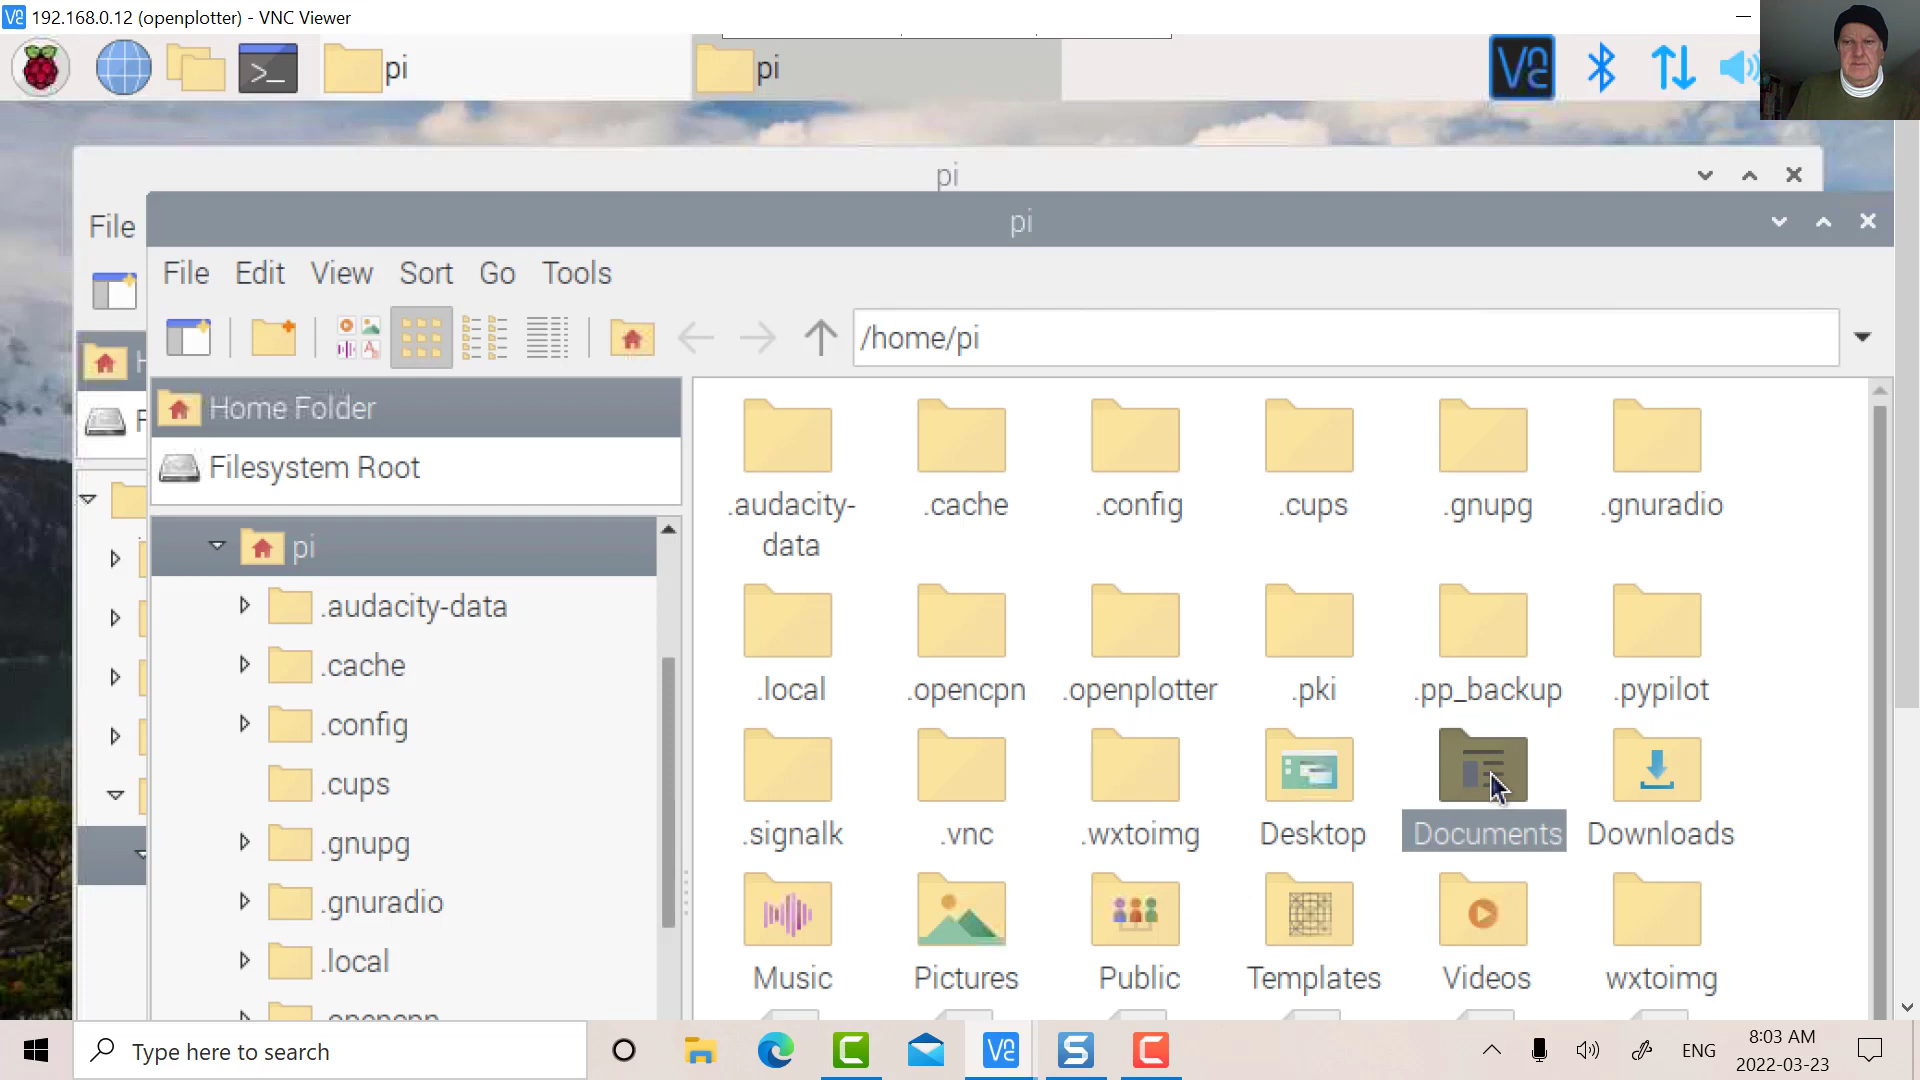 192.168.0.12 (openplotter) - VNC Viewer
pi
pi
pi
File
pi
File Edit View Sort Go Tools
/home/pi
Home Folder
Filesystem Root
pi
.audacity-data
.cache
.config
.cups
.gnupg
.gnuradio
.local
.audacity-
data
.cache
.config
.cups
.gnupg
.gnuradio
.local
.opencpn
.openplotter
.pki
.pp_backup
.pypilot
.signalk
.vnc
.wxtoimg
Desktop
Documents
Downloads
Music
Pictures
Public
Templates
Videos
wxtoimg
Type here to search
ENG
8:03 AM
2022-03-23